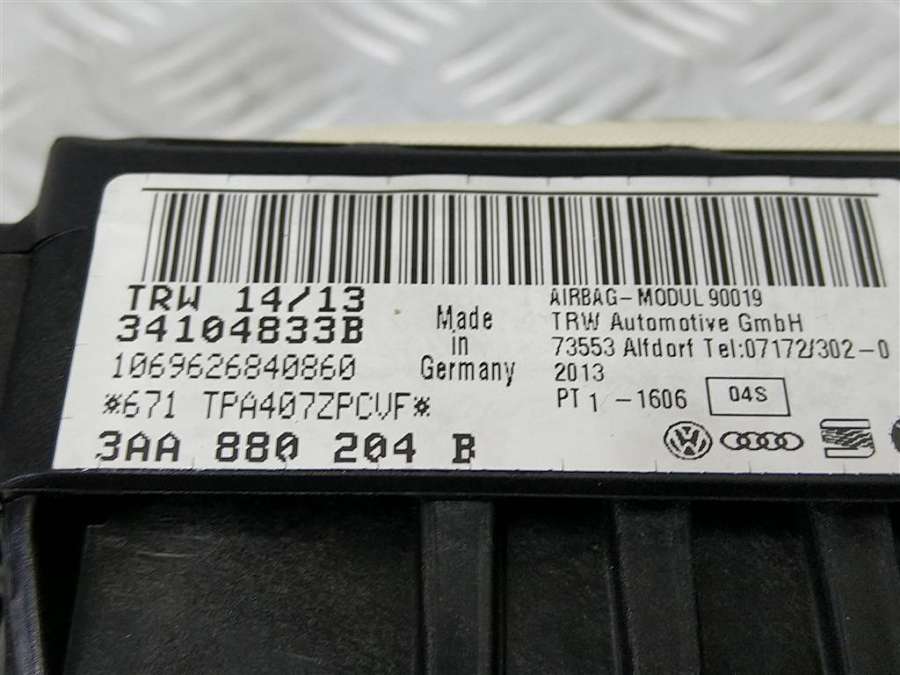 TRW 14/13
34104833B
1069626840860
*671 TPA407ZPCVF*
3AA 880 204 B
Made
in
Germany
AIRBAG-MODUL 90019
TRW Automotive GmbH
73553 Alfdorf Tel:07172/302-0
2013
PT 1 -1606 04S